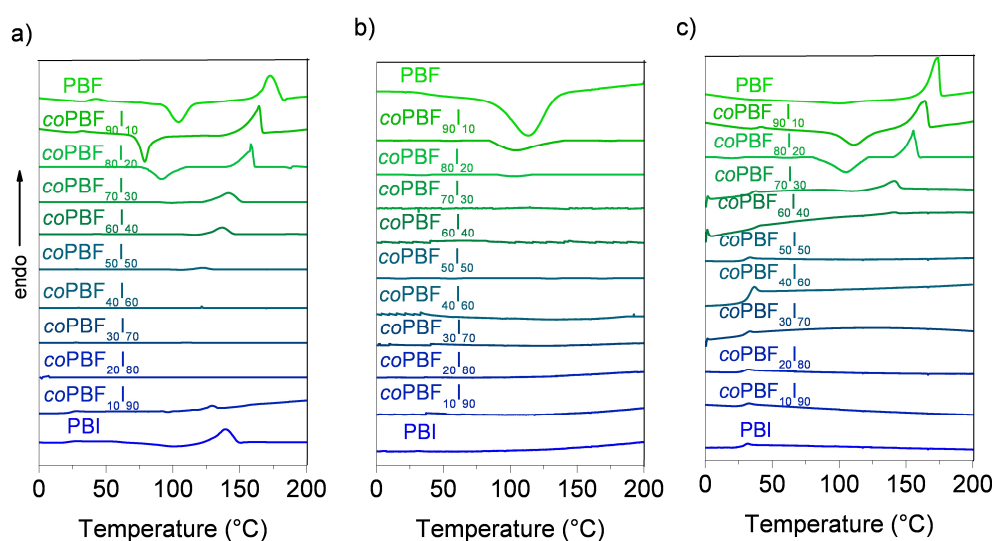 a)
PBF
coPBF90I10
coPBF80I20
coPBF70I30
coPBF60I40
coPBF50I50
coPBF40I60
coPBF30I70
coPBF20I80
coPBF10I90
PBI
endo
0 50 100 150 200
Temperature (°C)
b)
PBF
coPBF90I10
coPBF80I20
coPBF70I30
coPBF60I40
coPBF50I50
coPBF40I60
coPBF30I70
coPBF20I80
coPBF10I90
PBI
0 50 100 150 200
Temperature (°C)
c)
PBF
coPBF90I10
coPBF80I20
coPBF70I30
coPBF60I40
coPBF50I50
coPBF40I60
coPBF30I70
coPBF20I80
coPBF10I90
PBI
0 50 100 150 200
Temperature (°C)